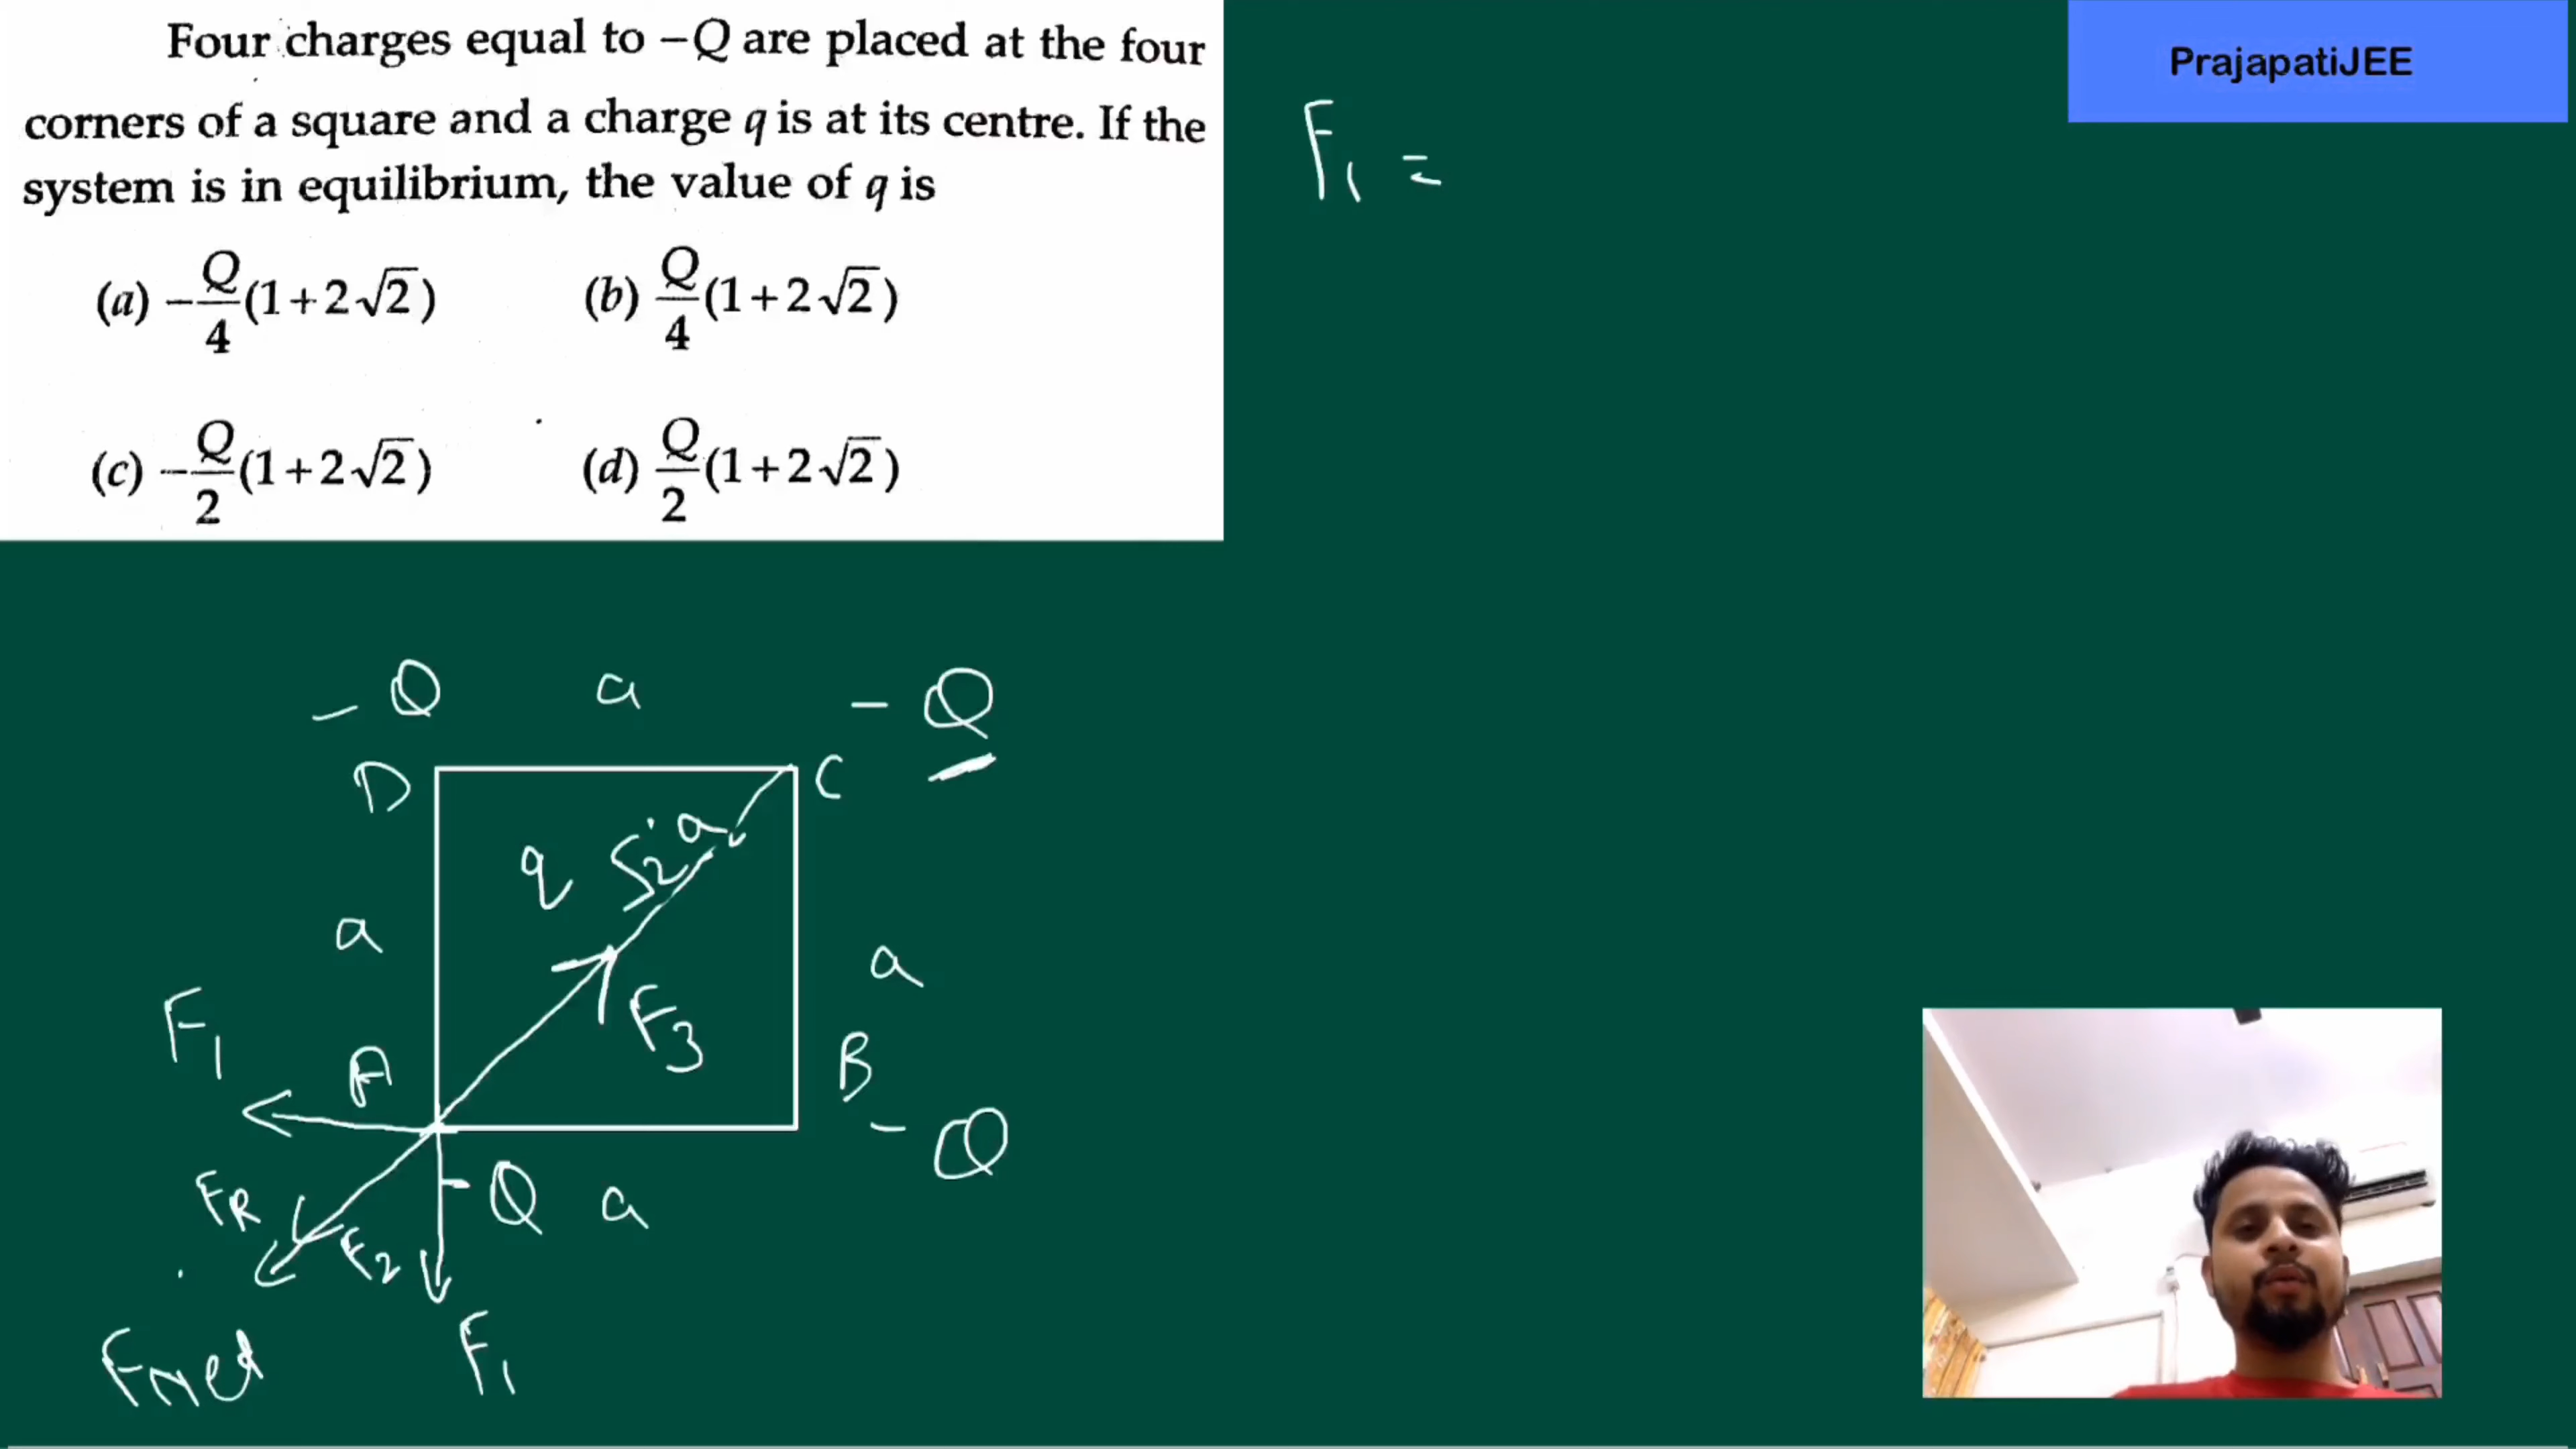 Four charges equal to −Q are placed at the four
corners of a square and a charge q is at its centre. If the
system is in equilibrium, the value of q is
(a) −Q/4(1+2√2) (b) Q/4(1+2√2)
(c) −Q/2(1+2√2) (d) Q/2(1+2√2)
PrajapatiJEE
F₁ =
−Q a −Q
D C
q √2 a
a a
F₁ F₃
A B
−Q a −Q
FR F₂
Fnet F₁